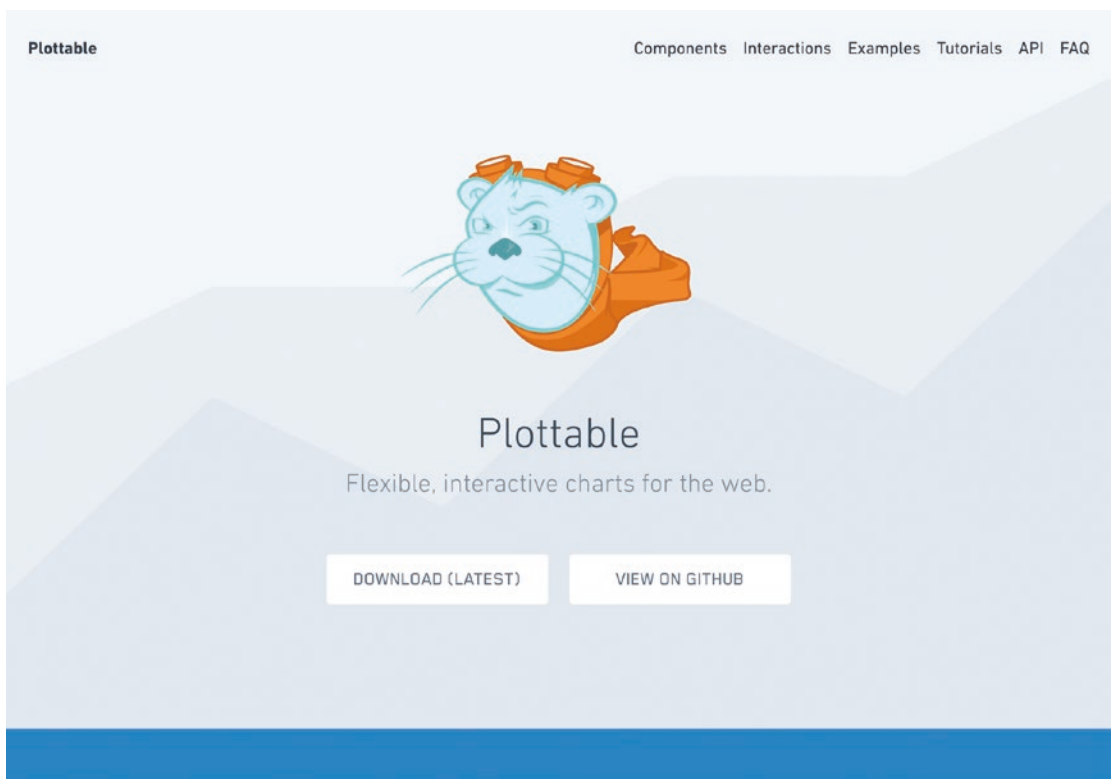 Plottable
Components Interactions Examples Tutorials API FAQ
Plottable
Flexible, interactive charts for the web.
DOWNLOAD (LATEST)
VIEW ON GITHUB